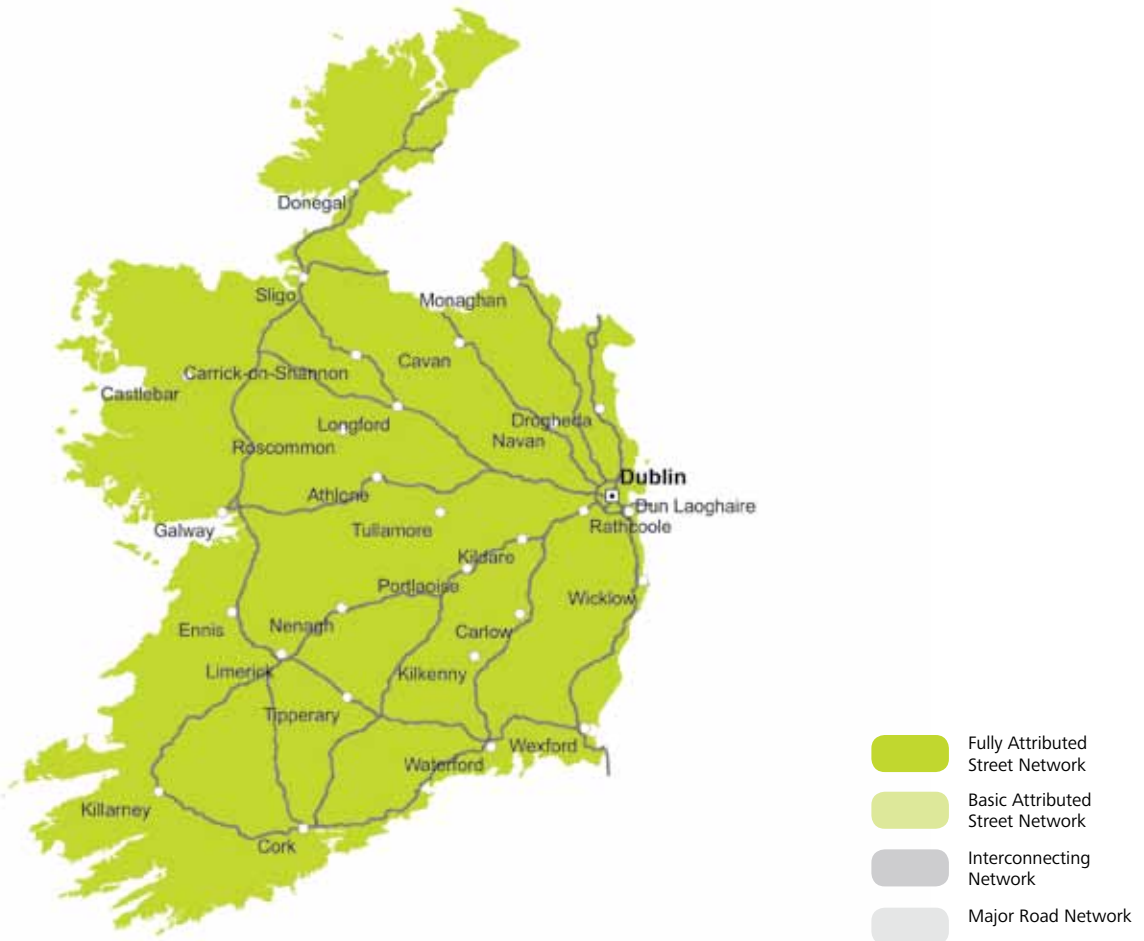 Donegal
Sligo
Monaghan
Cavan
Carrick-on-Shannon
Castlebar
Longford
Drogheda
Navan
Roscommon
Dublin
Athlone
Dun Laoghaire
Tullamore
Rathcoole
Galway
Kildare
Portlaoise
Wicklow
Ennis
Nenagh
Carlow
Limerick
Kilkenny
Tipperary
Wexford
Waterford
Killarney
Cork
Fully Attributed
Street Network
Basic Attributed
Street Network
Interconnecting
Network
Major Road Network